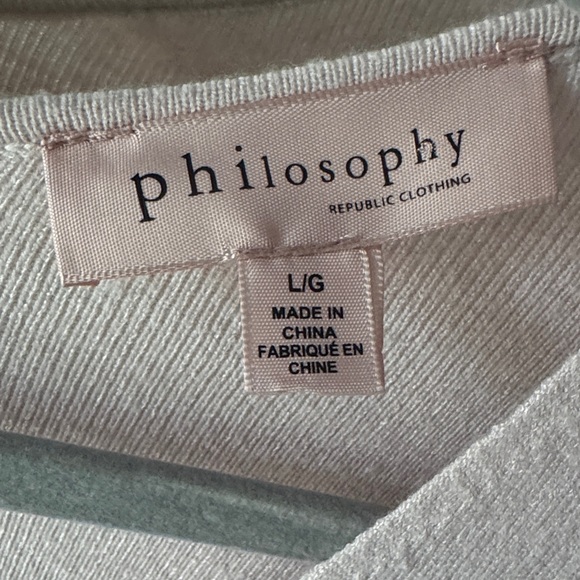 philosophy
REPUBLIC CLOTHING
L/G
MADE IN
CHINA
FABRIQUÉ EN
CHINE